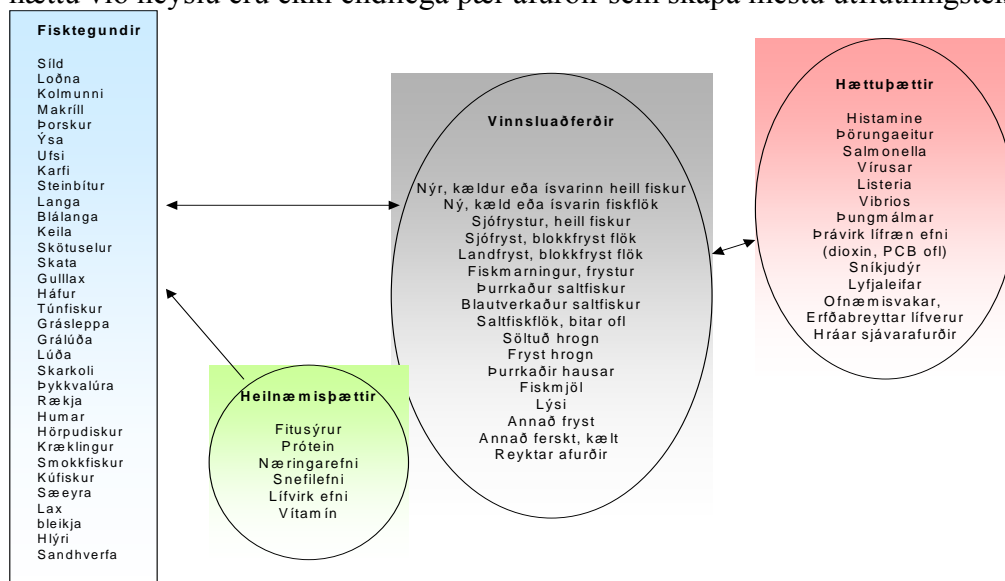 hættu við neyslu eru ekki endilega þær afurðir sem skapa mestu útflutningstek
Fisktegundir
Síld
Loðna
Kolmunni
Makríll
Þorskur
Ýsa
Ufsi
Karfi
Steinbítur
Langa
Blálanga
Keila
Skötuselur
Skata
Gulllax
Háfur
Túnfiskur
Grásleppa
Grálúða
Lúða
Skarkoli
Þykkvalúra
Rækja
Humar
Hörpudiskur
Kræklingur
Smokkfiskur
Kúfiskur
Sæeyra
Lax
bleikja
Hlýri
Sandhverfa
Heilnæmisþættir
Fitusýrur
Prótein
Næringarefni
Snefilefni
Lífvirk efni
Vítamín
Vinnsluaðferðir
Nýr, kældur eða ísvarinn heill fiskur
Ný, kæld eða ísvarin fiskflök
Sjófrystur, heill fiskur
Sjófryst, blokkfryst flök
Landfryst, blokkfryst flök
Fiskmarningur, frystur
Þurrkaður saltfiskur
Blautverkaður saltfiskur
Saltfiskflök, bitar ofl
Söltuð hrogn
Fryst hrogn
Þurrkaðir hausar
Fiskmjöl
Lýsi
Annað fryst
Annað ferskt, kælt
Reyktar afurðir
Hættuþættir
Histamine
Þörungaeitur
Salmonella
Vírusar
Listeria
Vibrios
Þungmálmar
Þrávirk lífræn efni
(dioxin, PCB ofl)
Sníkjudýr
Lyfjaleifar
Ofnæmisvakar,
Erfðabreyttar lífverur
Hráar sjávarafurðir